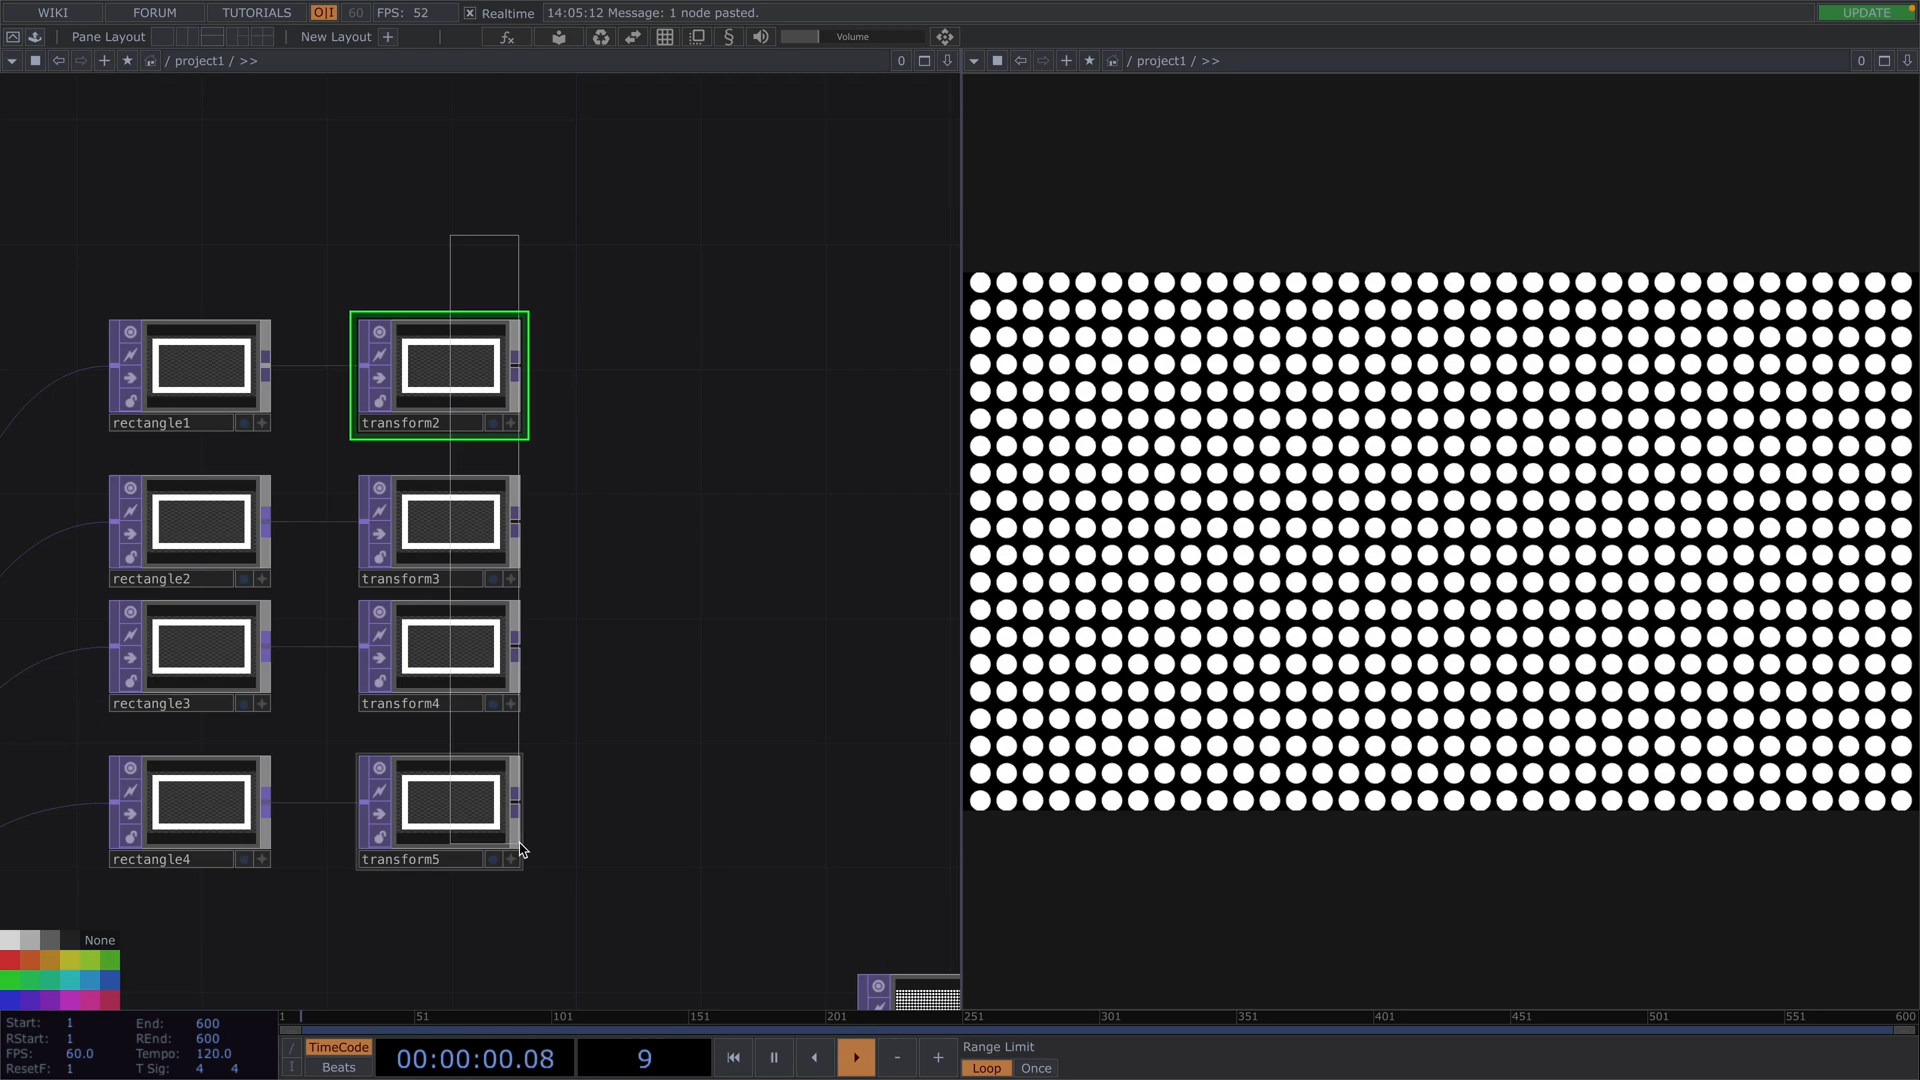 WIKI FORUM TUTORIALS O|I 60 FPS: 52 Realtime 14:05:12 Message: 1 node pasted. UPDATE
Pane Layout New Layout + Volume
/ project1 / >> 0 / project1 / >> 0
rectangle1 transform2
rectangle2 transform3
rectangle3 transform4
rectangle4 transform5
None
Start: 1 End: 600
RStart: 1 REnd: 600
FPS: 60.0 Tempo: 120.0
ResetF: 1 T Sig: 4 4
1 51 101 151 201 251 301 351 401 451 501 551 600
TimeCode
Beats
00:00:00.08 9 - +
Range Limit
Loop Once